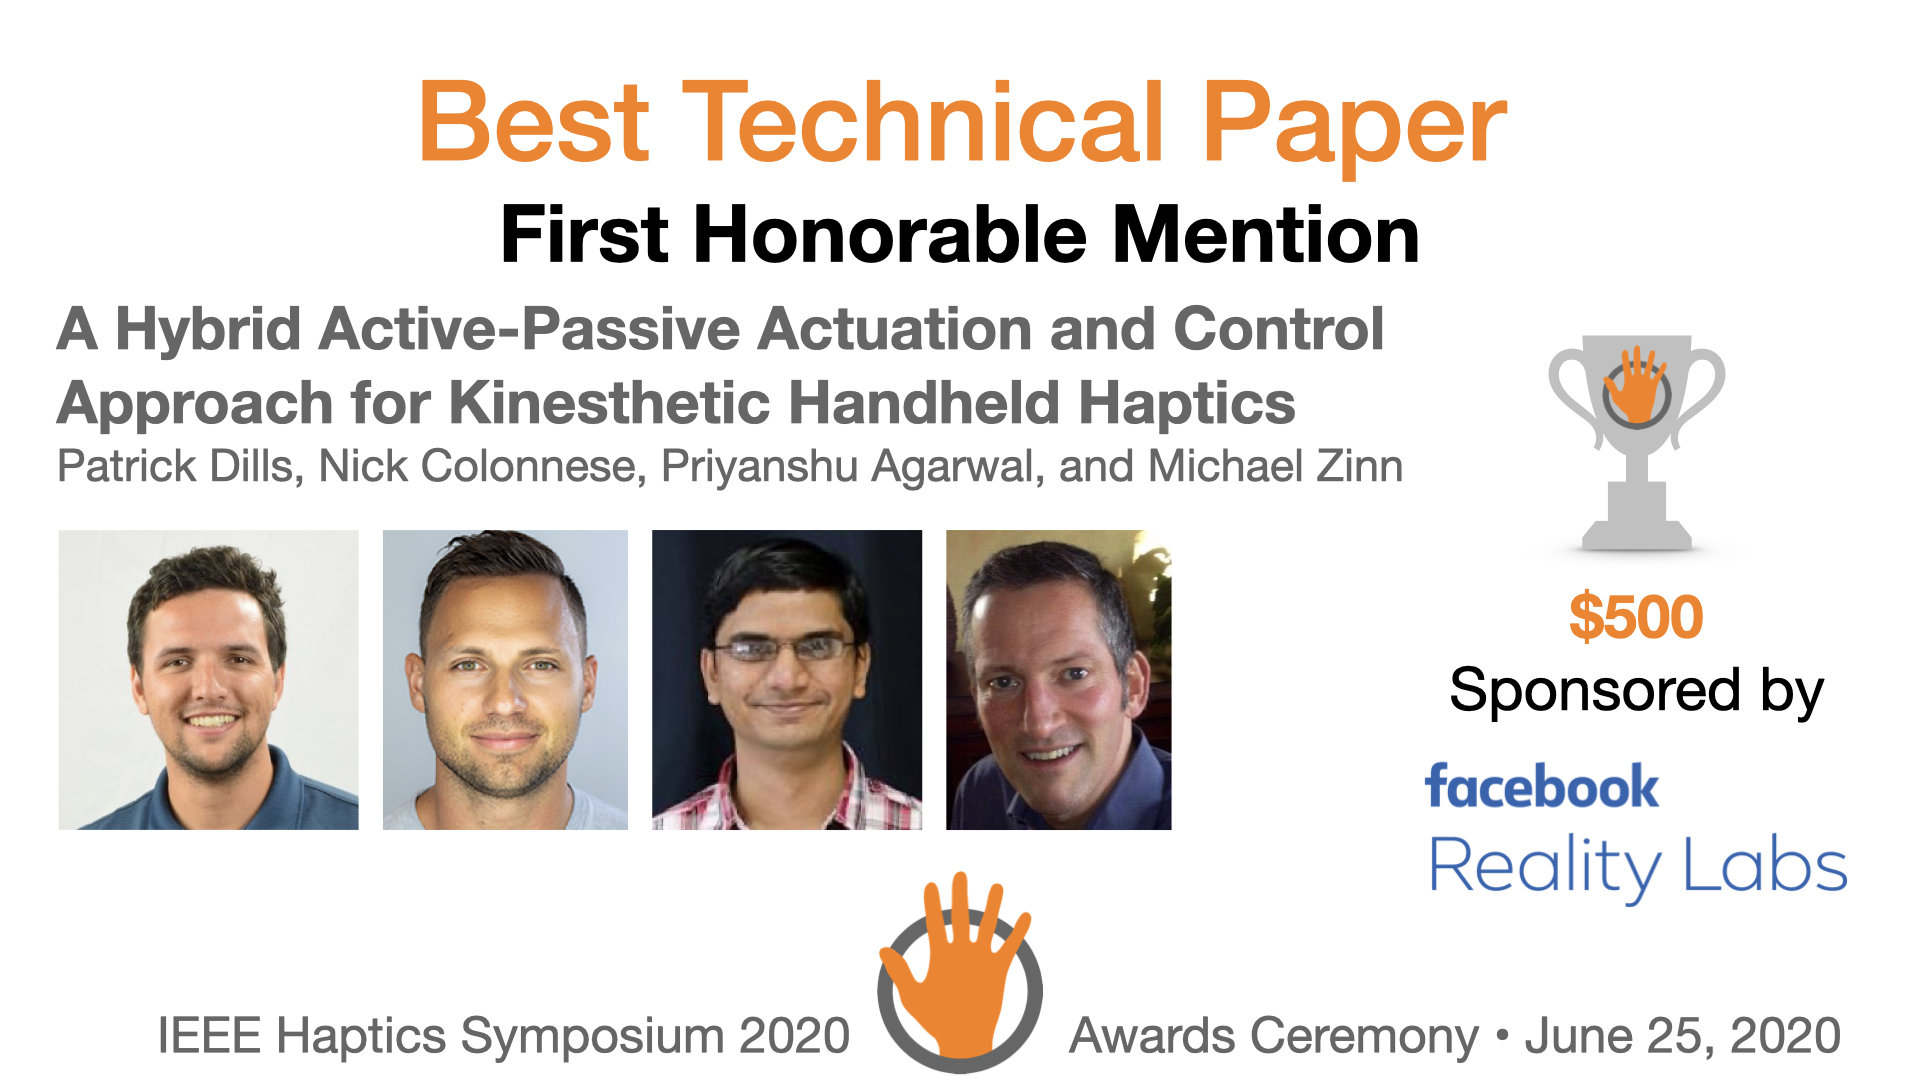 Best Technical Paper
First Honorable Mention
A Hybrid Active-Passive Actuation and Control
Approach for Kinesthetic Handheld Haptics
Patrick Dills, Nick Colonnese, Priyanshu Agarwal, and Michael Zinn
$500
Sponsored by
facebook
Reality Labs
IEEE Haptics Symposium 2020
Awards Ceremony • June 25, 2020